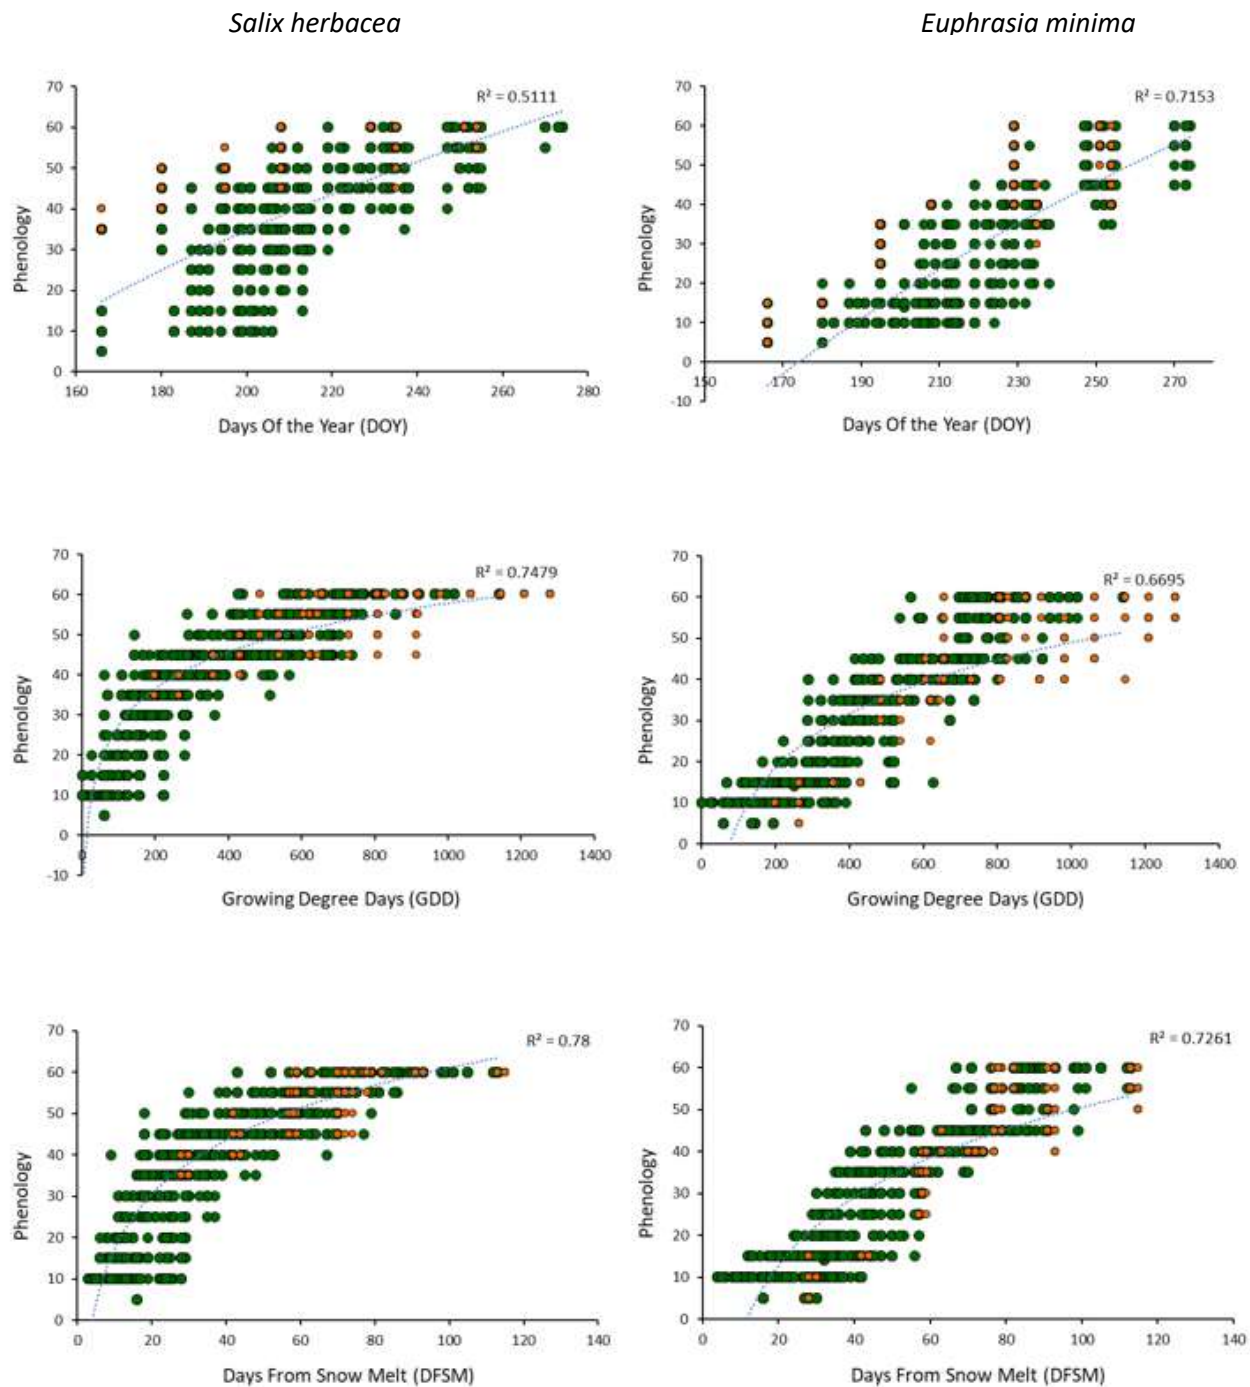 Salix herbacea
Euphrasia minima
70
60
50
40
30
20
10
0
Phenology
R² = 0.5111
160 180 200 220 240 260 280
Days Of the Year (DOY)
70
60
50
40
30
20
10
0
-10
Phenology
R² = 0.7153
150 170 190 210 230 250 270
Days Of the Year (DOY)
70
60
50
40
30
20
10
0
-10
Phenology
R² = 0.7479
0 200 400 600 800 1000 1200 1400
Growing Degree Days (GDD)
70
60
50
40
30
20
10
0
Phenology
R² = 0.6695
0 200 400 600 800 1000 1200 1400
Growing Degree Days (GDD)
70
60
50
40
30
20
10
0
Phenology
R² = 0.78
0 20 40 60 80 100 120 140
Days From Snow Melt (DFSM)
70
60
50
40
30
20
10
0
Phenology
R² = 0.7261
0 20 40 60 80 100 120 140
Days From Snow Melt (DFSM)